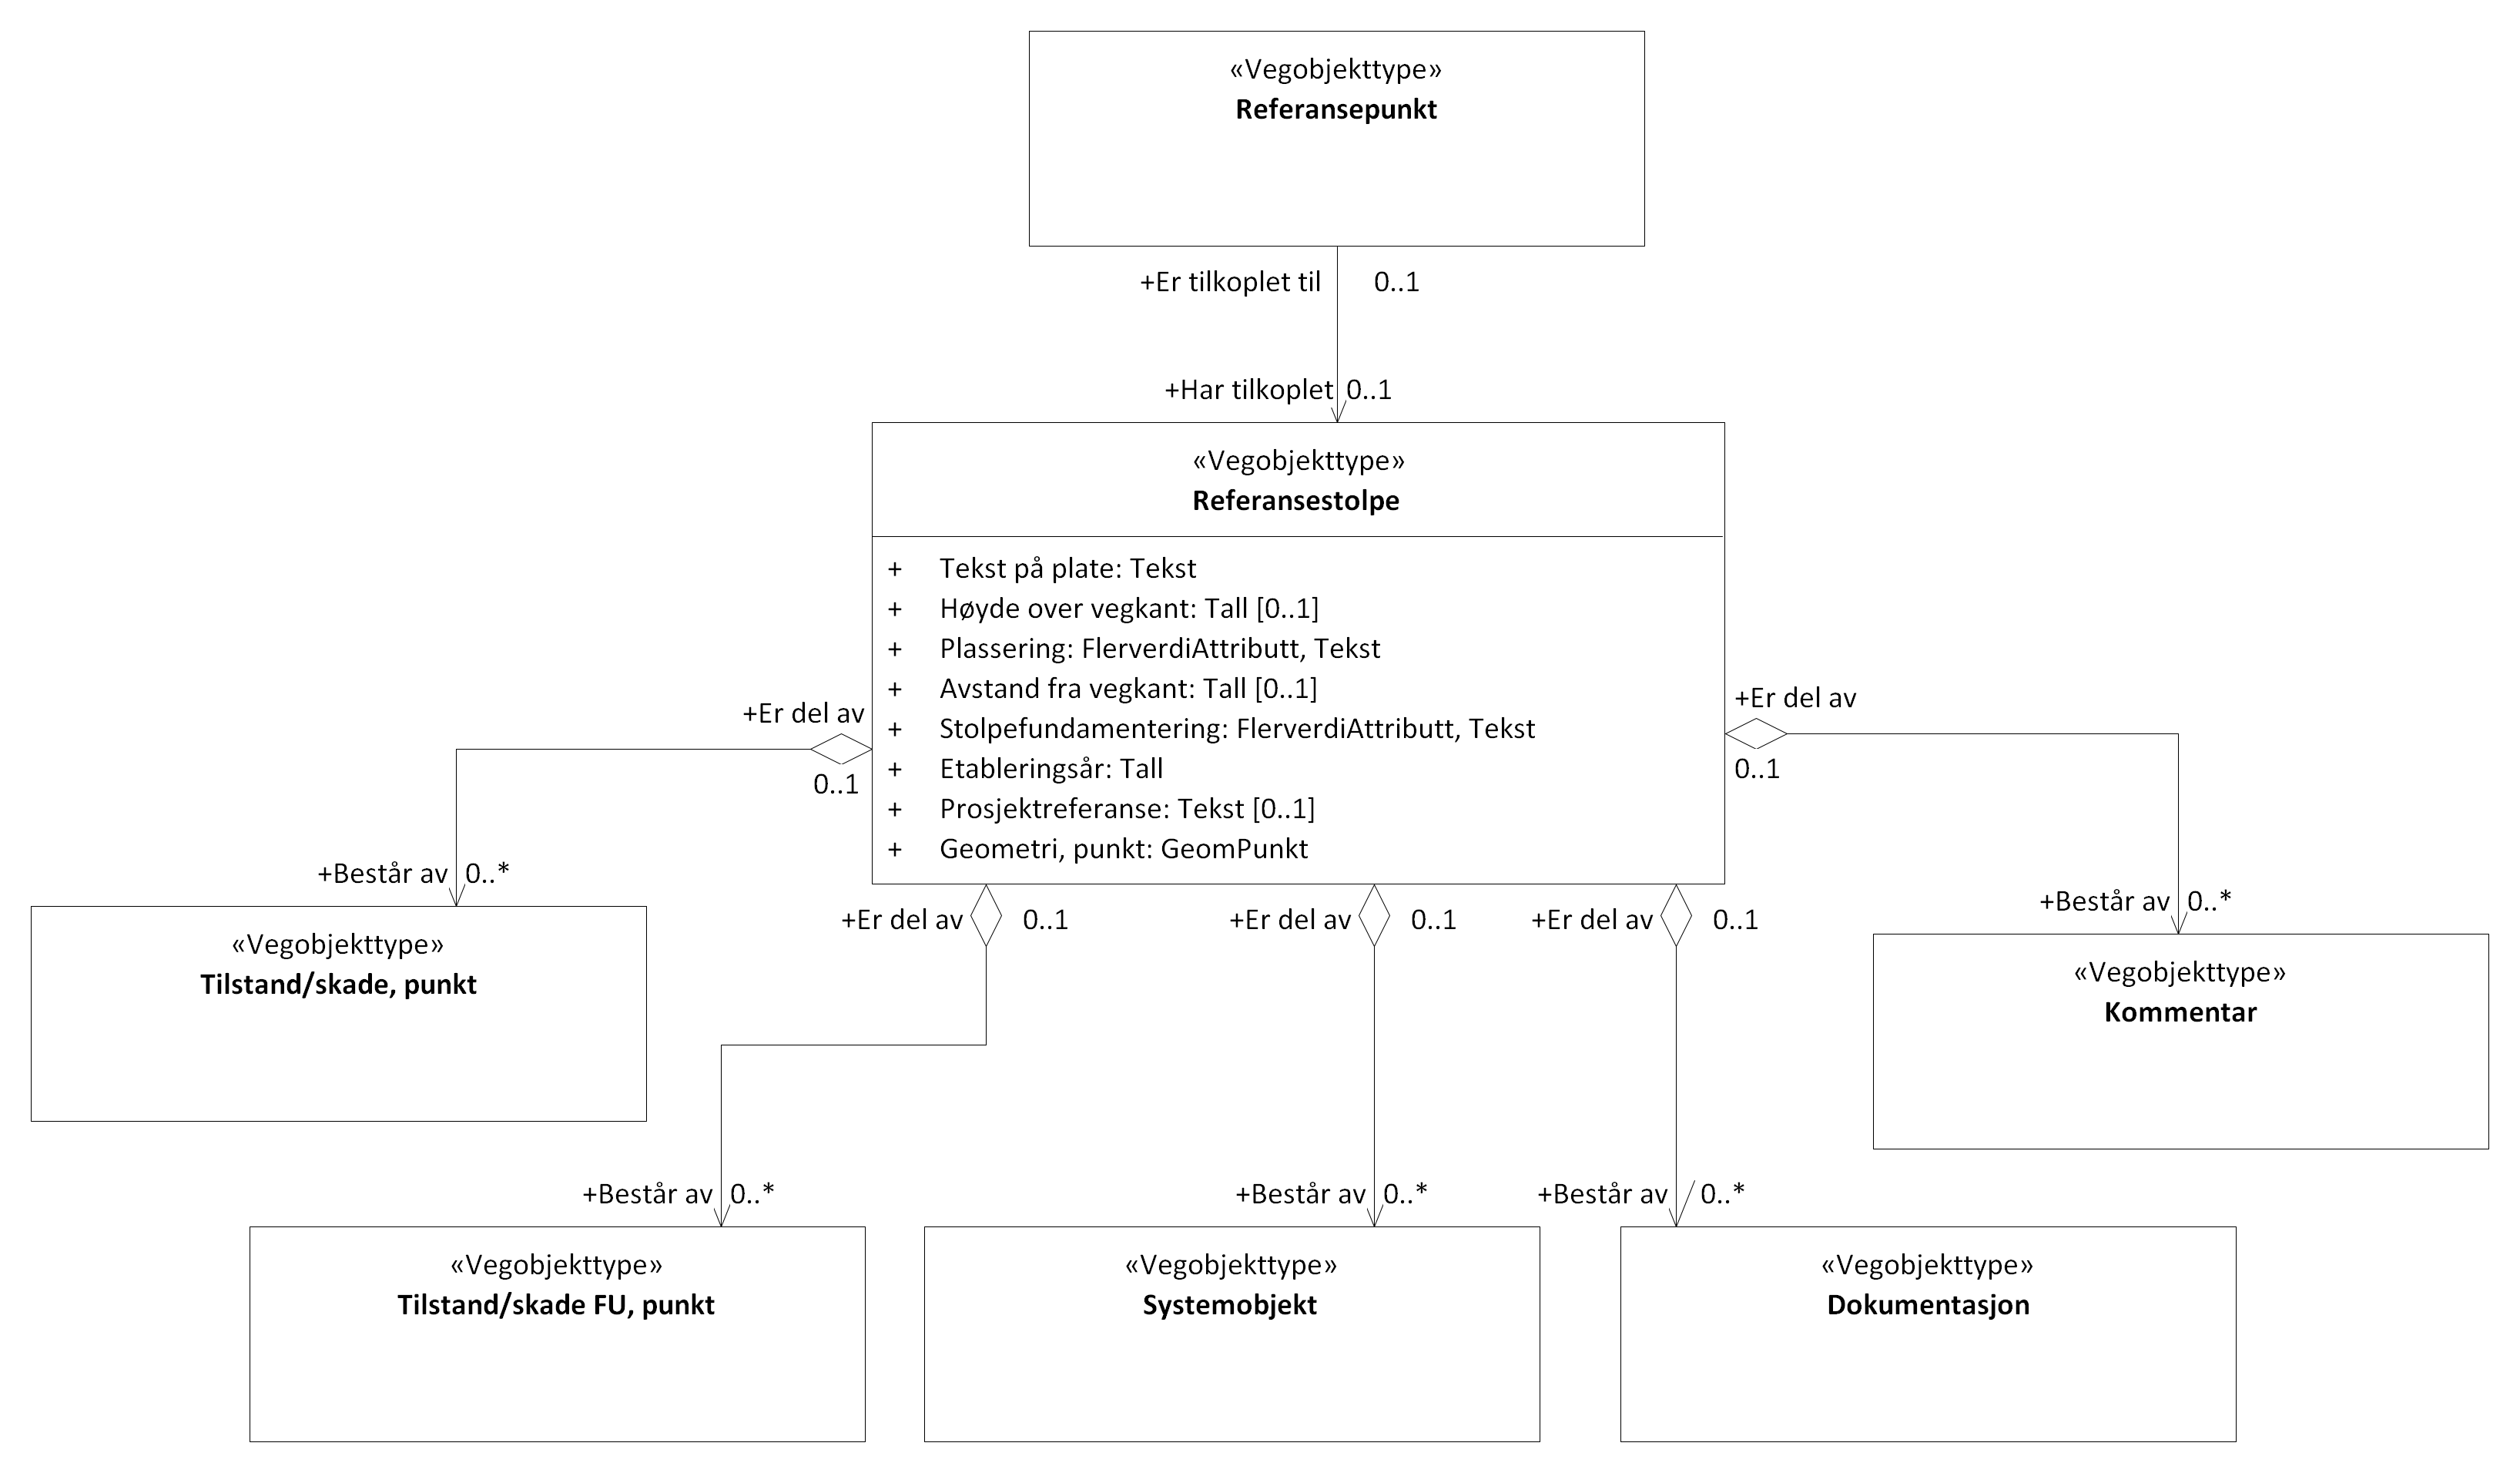 «Vegobjekttype»
Referansepunkt
+Er tilkoplet til 0..1
+Har tilkoplet 0..1
«Vegobjekttype»
Referansestolpe
+ Tekst på plate: Tekst
+ Høyde over vegkant: Tall [0..1]
+ Plassering: FlerverdiAttributt, Tekst
+ Avstand fra vegkant: Tall [0..1]
+ Stolpefundamentering: FlerverdiAttributt, Tekst
+ Etableringsår: Tall
+ Prosjektreferanse: Tekst [0..1]
+ Geometri, punkt: GeomPunkt
+Er del av
0..1
+Består av 0..*
«Vegobjekttype»
Tilstand/skade, punkt
+Er del av
0..1
+Består av 0..*
«Vegobjekttype»
Kommentar
+Er del av 0..1
+Er del av 0..1
+Er del av 0..1
+Består av 0..*
+Består av 0..*
+Består av 0..*
«Vegobjekttype»
Tilstand/skade FU, punkt
«Vegobjekttype»
Systemobjekt
«Vegobjekttype»
Dokumentasjon